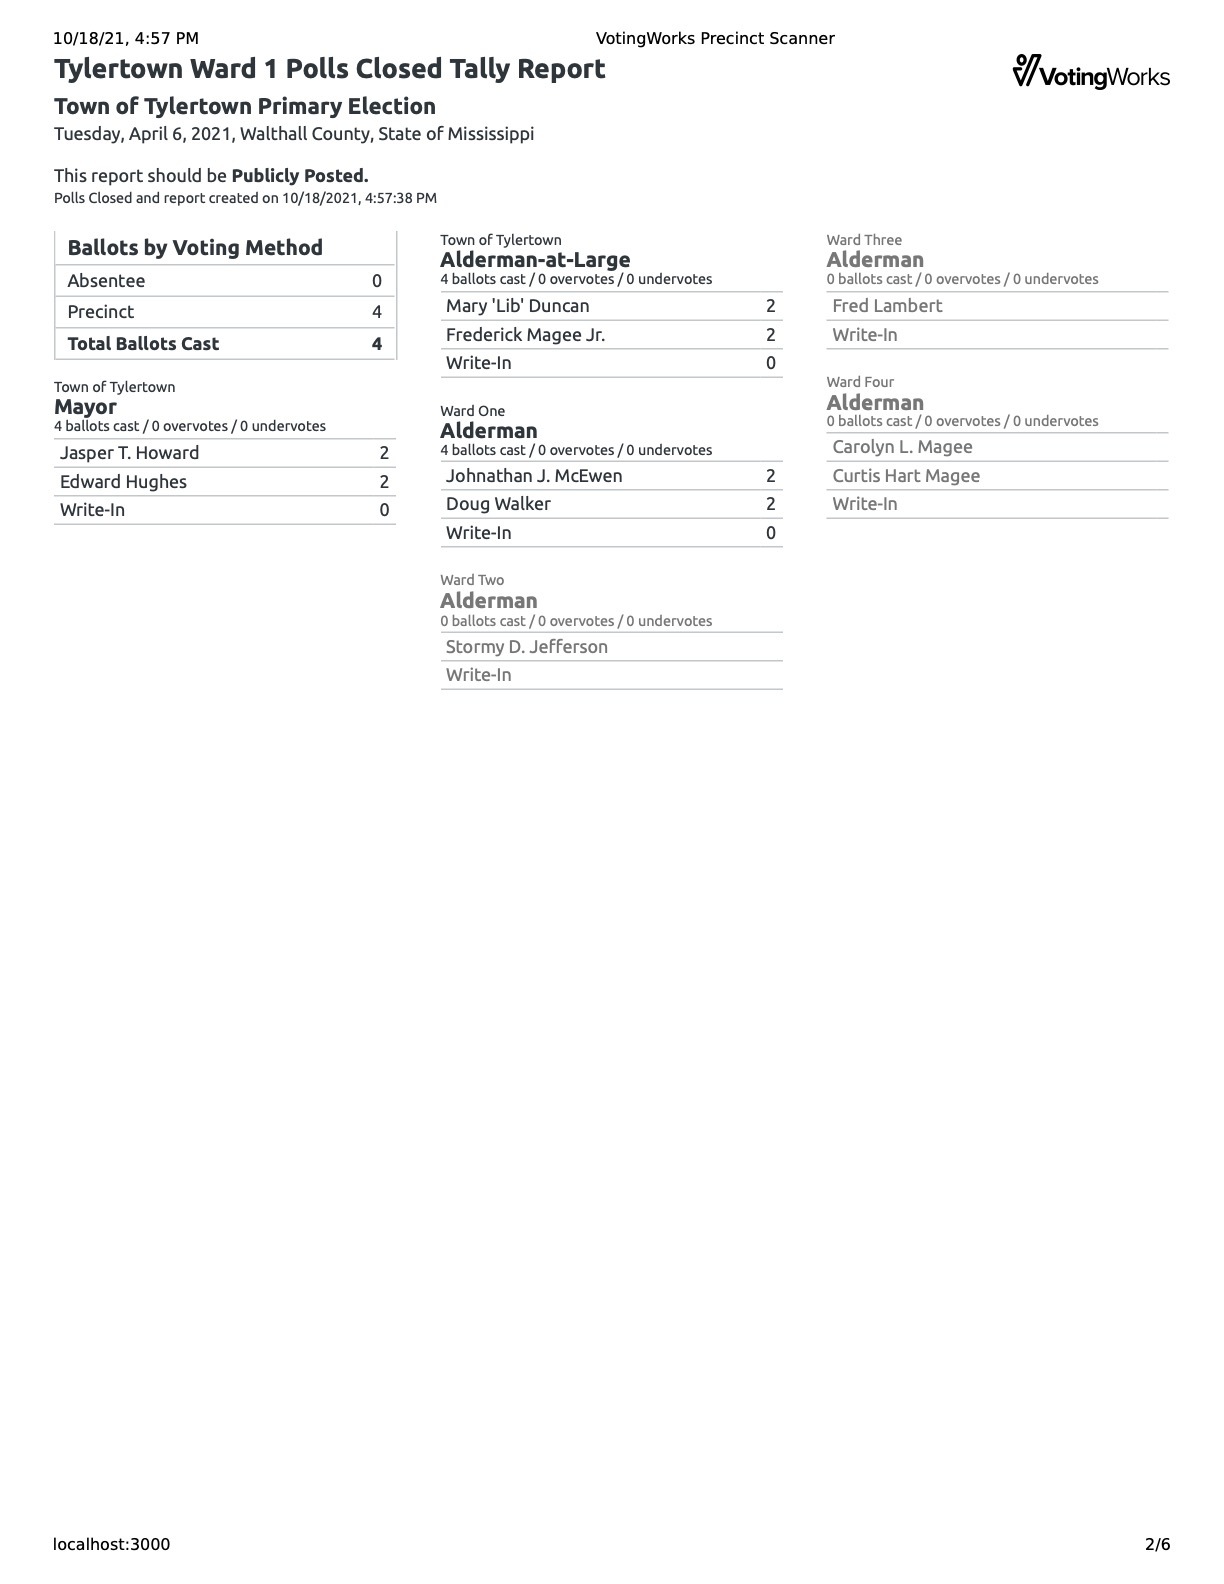 10/18/21, 4:57 PM
VotingWorks Precinct Scanner
Tylertown Ward 1 Polls Closed Tally Report
VotingWorks
Town of Tylertown Primary Election
Tuesday, April 6, 2021, Walthall County, State of Mississippi
This report should be Publicly Posted.
Polls Closed and report created on 10/18/2021, 4:57:38 PM
Ballots by Voting Method
Absentee 0
Precinct 4
Total Ballots Cast 4
Town of Tylertown
Mayor
4 ballots cast / 0 overvotes / 0 undervotes
Jasper T. Howard 2
Edward Hughes 2
Write-In 0
Town of Tylertown
Alderman-at-Large
4 ballots cast / 0 overvotes / 0 undervotes
Mary 'Lib' Duncan 2
Frederick Magee Jr. 2
Write-In 0
Ward One
Alderman
4 ballots cast / 0 overvotes / 0 undervotes
Johnathan J. McEwen 2
Doug Walker 2
Write-In 0
Ward Two
Alderman
0 ballots cast / 0 overvotes / 0 undervotes
Stormy D. Jefferson
Write-In
Ward Three
Alderman
0 ballots cast / 0 overvotes / 0 undervotes
Fred Lambert
Write-In
Ward Four
Alderman
0 ballots cast / 0 overvotes / 0 undervotes
Carolyn L. Magee
Curtis Hart Magee
Write-In
localhost:3000
2/6